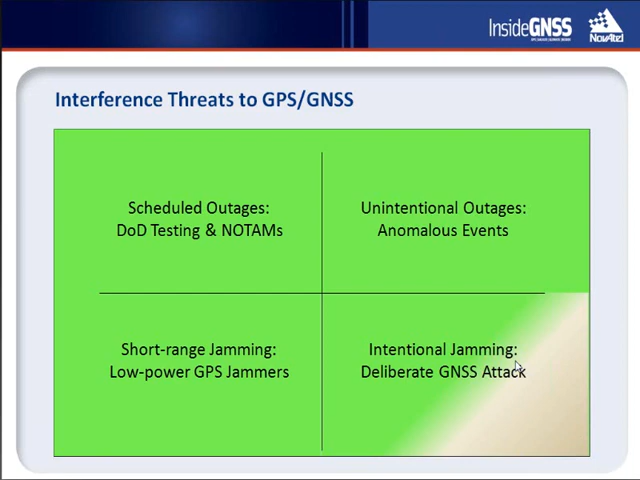 InsideGNSS
NovAtel
Interference Threats to GPS/GNSS
Scheduled Outages:
DoD Testing & NOTAMs
Unintentional Outages:
Anomalous Events
Short-range Jamming:
Low-power GPS Jammers
Intentional Jamming:
Deliberate GNSS Attack